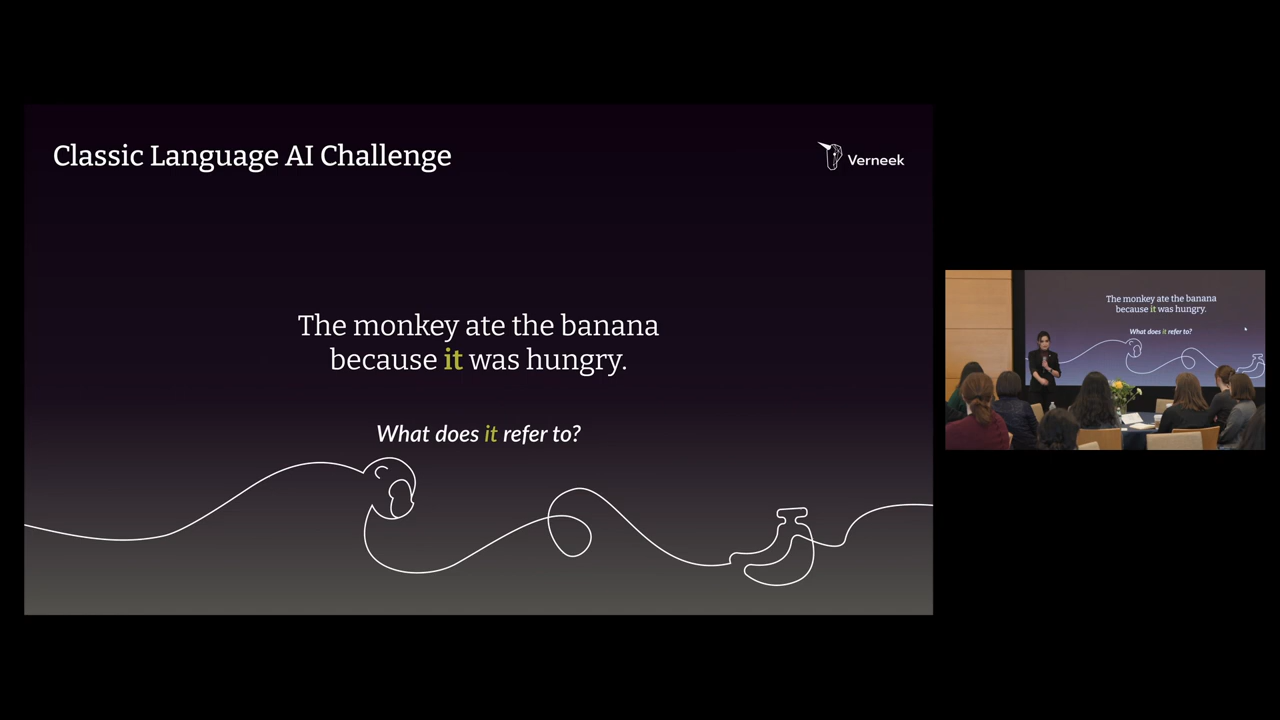 Classic Language AI Challenge
Verneek
The monkey ate the banana
because it was hungry.
What does it refer to?
The monkey ate the banana
because it was hungry.
What does it refer to?